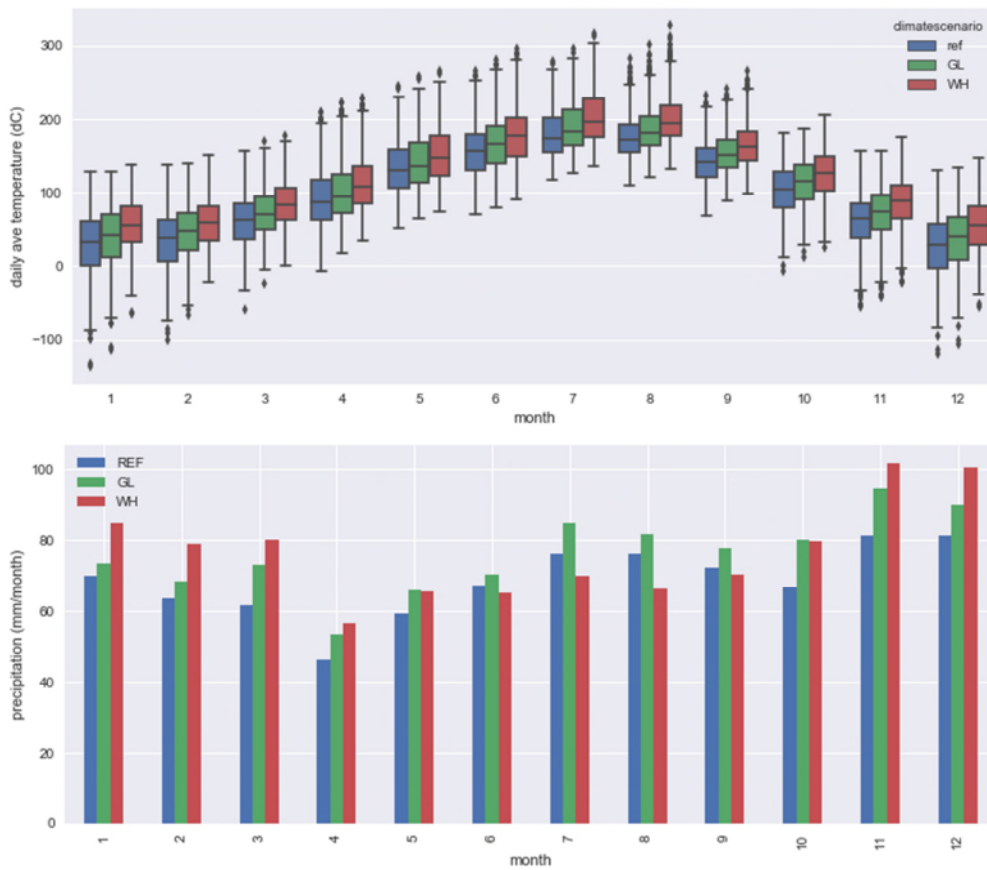 dimatescenario
ref
GL
WH
daily ave temperature (dC)
300
200
100
0
−100
1 2 3 4 5 6 7 8 9 10 11 12
month
REF
GL
WH
precipitation (mm/month)
100
80
60
40
20
0
1 2 3 4 5 6 7 8 9 10 11 12
month